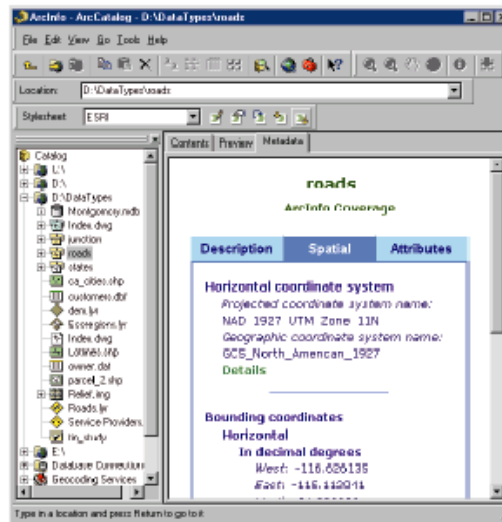 ArcInfo - ArcCatalog - D:\DataTypes\roads
File Edit View Go Tools Help
Location: D:\DataTypes\roads
Stylesheet: ESRI
Catalog
L:\
D:\
D:\DataTypes
Montgomery.mdb
Index.dwg
junction
roads
states
ca_cities.shp
customers.dbf
dem.lyr
Ecoregions.lyr
Index.dwg
Lotlines.shp
owner.dat
parcel_2.shp
Relief.img
Roads.lyr
Service Providers.
tin_study
E:\
Database Connection
Geocoding Services
Contents Preview Metadata
roads
ArcInfo Coverage
Description Spatial Attributes
Horizontal coordinate system
Projected coordinate system name:
NAD 1927 UTM Zone 11N
Geographic coordinate system name:
GCS_North_American_1927
Details
Bounding coordinates
Horizontal
In decimal degrees
West:
East:
Type in a location and press Return to go to it